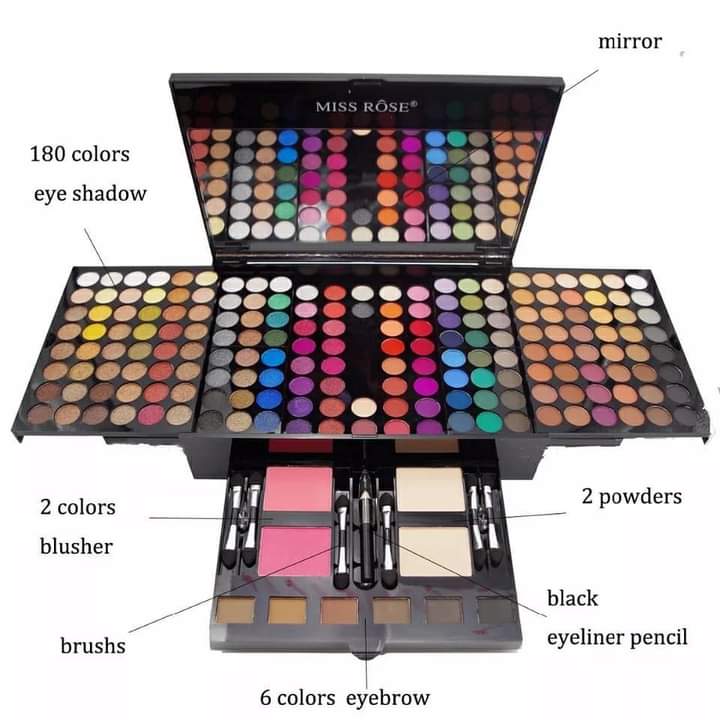 mirror
MISS RÔSE®
180 colors
eye shadow
2 colors
blusher
2 powders
black
eyeliner pencil
brushs
6 colors eyebrow